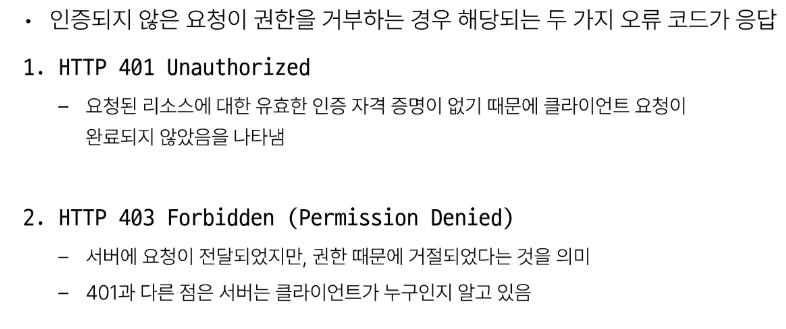 • 인증되지 않은 요청이 권한을 거부하는 경우 해당되는 두 가지 오류 코드가 응답
1. HTTP 401 Unauthorized
– 요청된 리소스에 대한 유효한 인증 자격 증명이 없기 때문에 클라이언트 요청이
완료되지 않았음을 나타냄
2. HTTP 403 Forbidden (Permission Denied)
– 서버에 요청이 전달되었지만, 권한 때문에 거절되었다는 것을 의미
– 401과 다른 점은 서버는 클라이언트가 누구인지 알고 있음